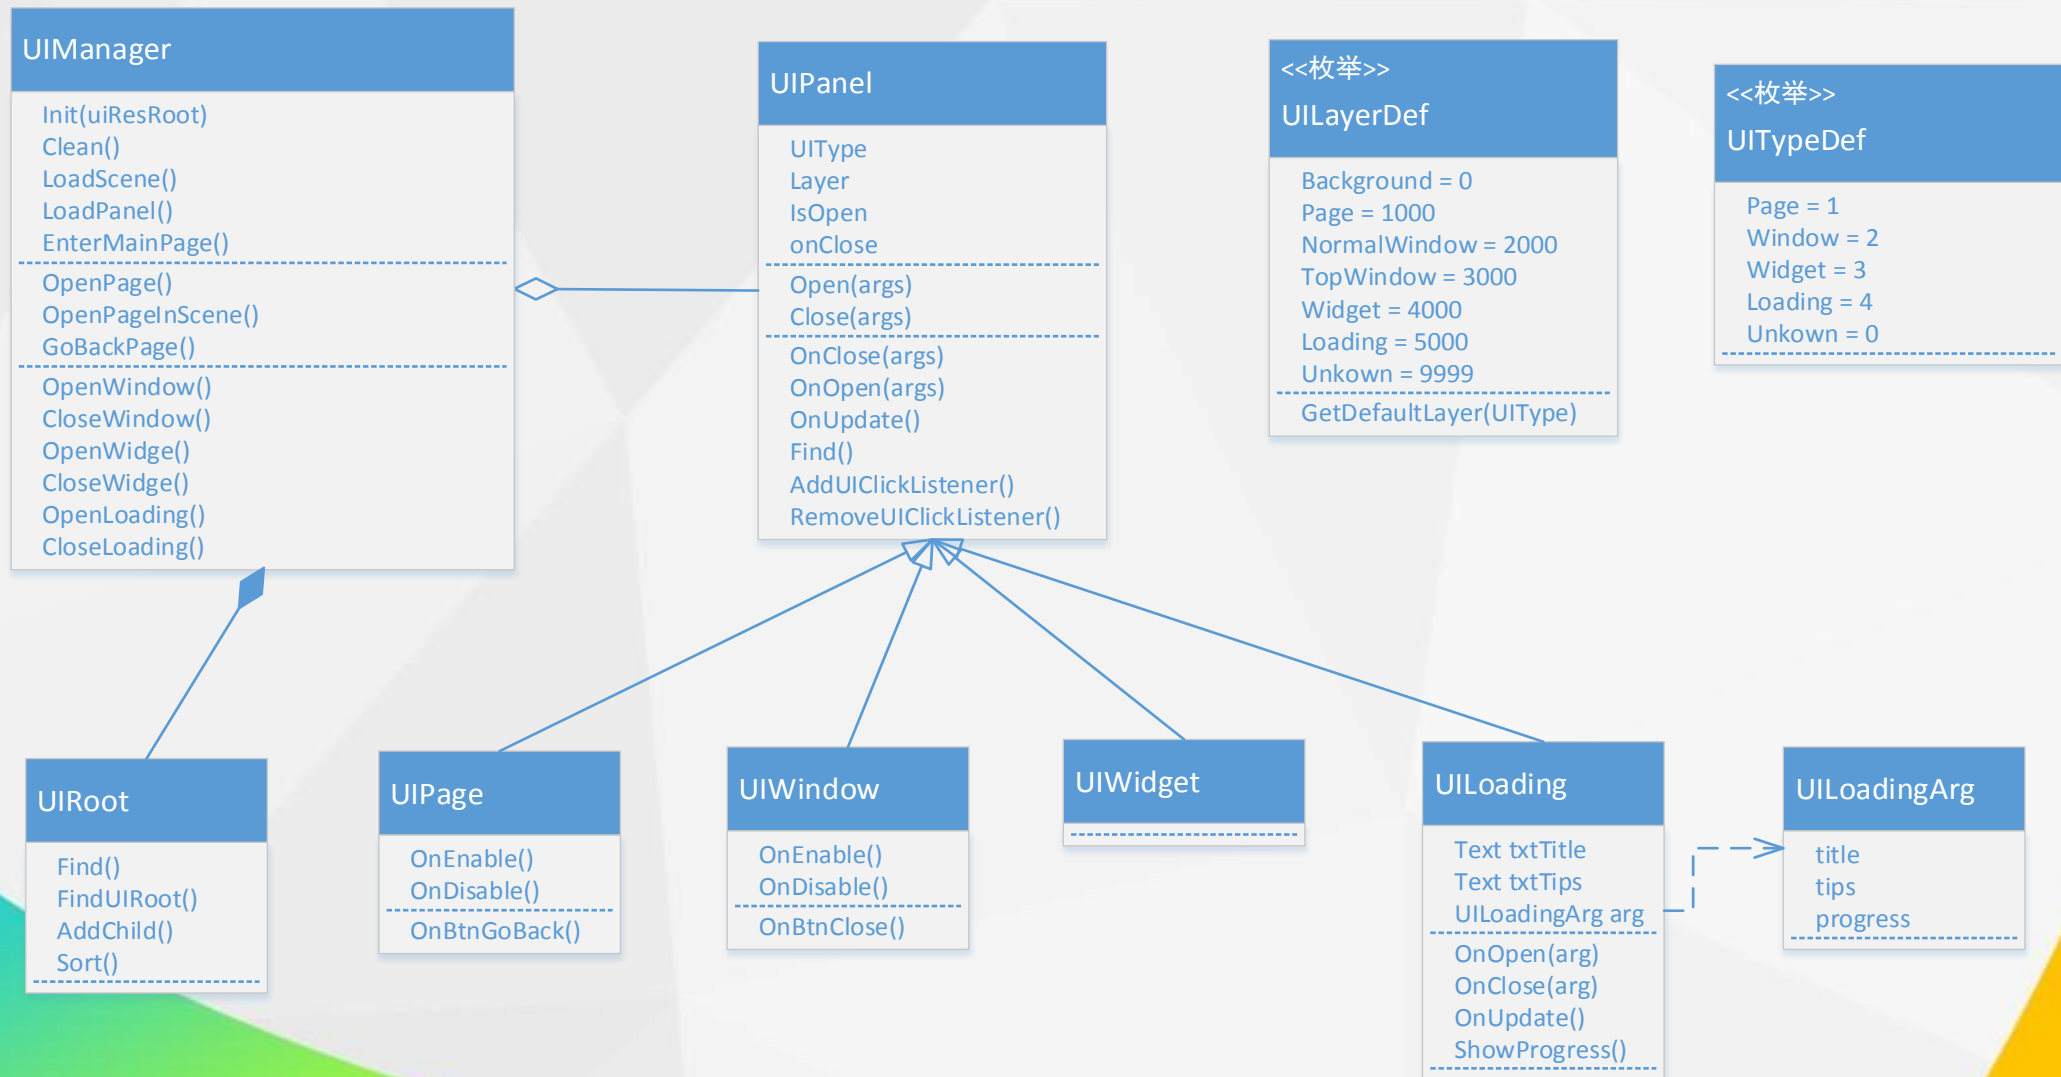 UIManager
Init(uiResRoot)
Clean()
LoadScene()
LoadPanel()
EnterMainPage()
OpenPage()
OpenPageInScene()
GoBackPage()
OpenWindow()
CloseWindow()
OpenWidge()
CloseWidge()
OpenLoading()
CloseLoading()
UIPanel
UIType
Layer
IsOpen
onClose
Open(args)
Close(args)
OnClose(args)
OnOpen(args)
OnUpdate()
Find()
AddUIClickListener()
RemoveUIClickListener()
<<枚举>>
UILayerDef
Background = 0
Page = 1000
NormalWindow = 2000
TopWindow = 3000
Widget = 4000
Loading = 5000
Unkown = 9999
GetDefaultLayer(UIType)
<<枚举>>
UITypeDef
Page = 1
Window = 2
Widget = 3
Loading = 4
Unkown = 0
UIRoot
Find()
FindUIRoot()
AddChild()
Sort()
UIPage
OnEnable()
OnDisable()
OnBtnGoBack()
UIWindow
OnEnable()
OnDisable()
OnBtnClose()
UIWidget
UILoading
Text txtTitle
Text txtTips
UILoadingArg arg
OnOpen(arg)
OnClose(arg)
OnUpdate()
ShowProgress()
UILoadingArg
title
tips
progress